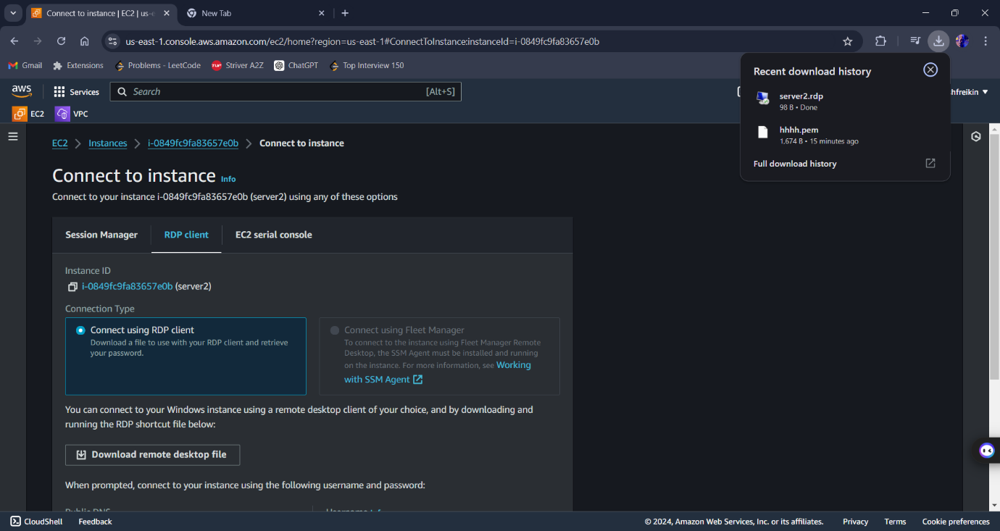 Connect to instance | EC2 | us-e
New Tab
us-east-1.console.aws.amazon.com/ec2/home?region=us-east-1#ConnectToInstance:instanceId=i-0849fc9fa83657e0b
Gmail
Extensions
Problems - LeetCode
Striver A2Z
ChatGPT
Top Interview 150
Recent download history
server2.rdp
98 B • Done
hhhh.pem
1,674 B • 15 minutes ago
Full download history
aws
Services
Search
[Alt+S]
hfreikin
EC2
VPC
EC2 > Instances > i-0849fc9fa83657e0b > Connect to instance
Connect to instance Info
Connect to your instance i-0849fc9fa83657e0b (server2) using any of these options
Session Manager
RDP client
EC2 serial console
Instance ID
i-0849fc9fa83657e0b (server2)
Connection Type
Connect using RDP client
Download a file to use with your RDP client and retrieve
your password.
Connect using Fleet Manager
To connect to the instance using Fleet Manager Remote
Desktop, the SSM Agent must be installed and running
on the instance. For more information, see Working
with SSM Agent
You can connect to your Windows instance using a remote desktop client of your choice, and by downloading and
running the RDP shortcut file below:
Download remote desktop file
When prompted, connect to your instance using the following username and password:
Public DNS
Username Info
CloudShell
Feedback
© 2024, Amazon Web Services, Inc. or its affiliates.
Privacy
Terms
Cookie preferences